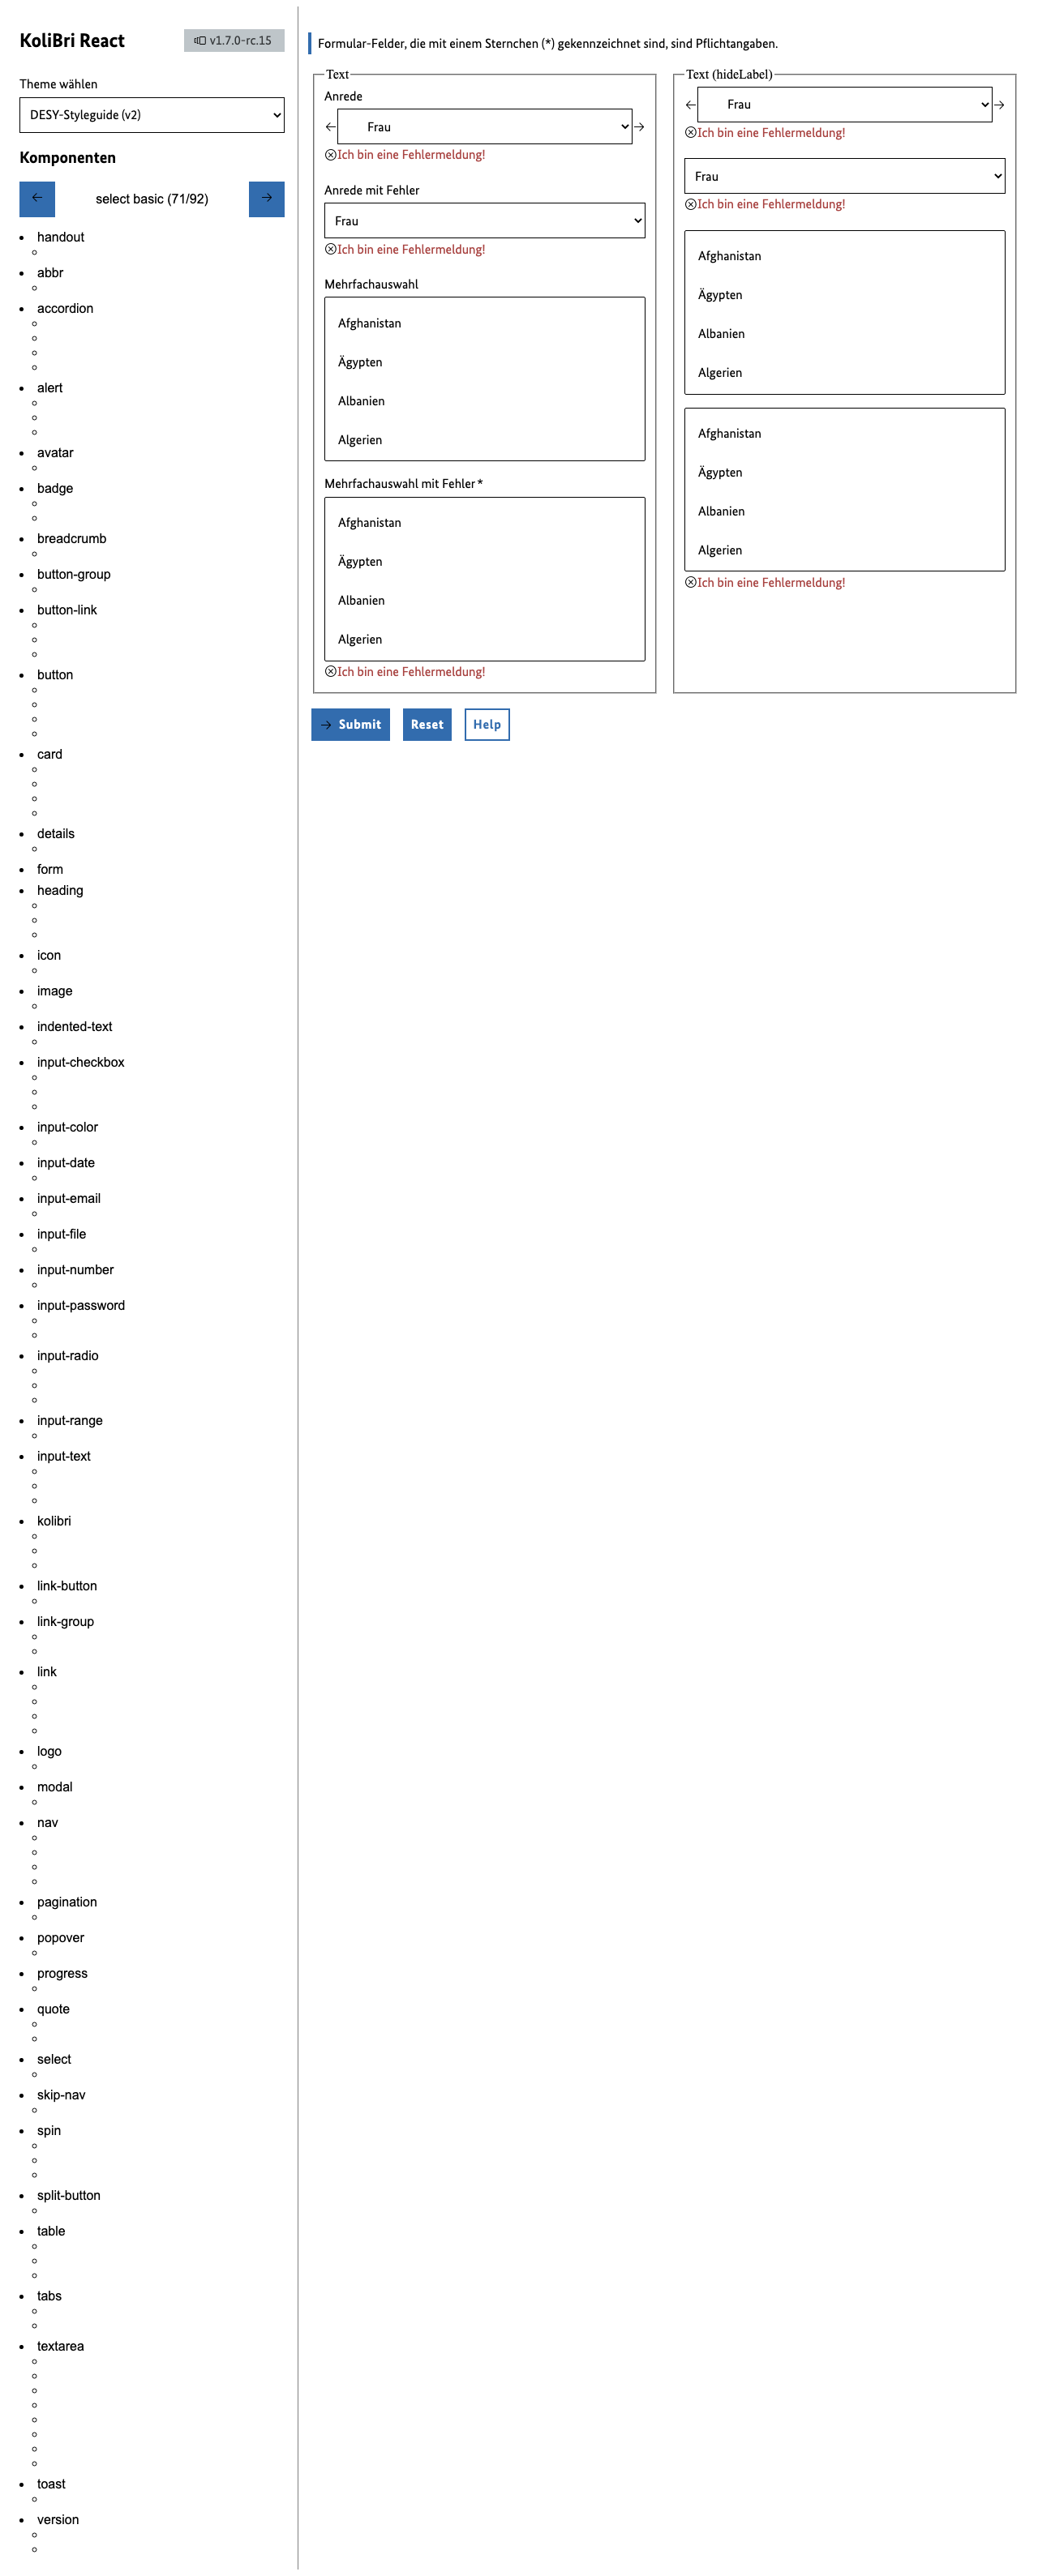 KoliBri React
v1.7.0-rc.15
Theme wählen
DESY-Styleguide (v2)
Komponenten
select basic (71/92)
handout
abbr
accordion
alert
avatar
badge
breadcrumb
button-group
button-link
button
card
details
form
heading
icon
image
indented-text
input-checkbox
input-color
input-date
input-email
input-file
input-number
input-password
input-radio
input-range
input-text
kolibri
link-button
link-group
link
logo
modal
nav
pagination
popover
progress
quote
select
skip-nav
spin
split-button
table
tabs
textarea
toast
version
Formular-Felder, die mit einem Sternchen (*) gekennzeichnet sind, sind Pflichtangaben.
Text
Anrede
Frau
Ich bin eine Fehlermeldung!
Anrede mit Fehler
Frau
Ich bin eine Fehlermeldung!
Mehrfachauswahl
Afghanistan
Ägypten
Albanien
Algerien
Mehrfachauswahl mit Fehler*
Afghanistan
Ägypten
Albanien
Algerien
Ich bin eine Fehlermeldung!
Text (hideLabel)
Frau
Ich bin eine Fehlermeldung!
Frau
Ich bin eine Fehlermeldung!
Afghanistan
Ägypten
Albanien
Algerien
Afghanistan
Ägypten
Albanien
Algerien
Ich bin eine Fehlermeldung!
Submit Reset Help